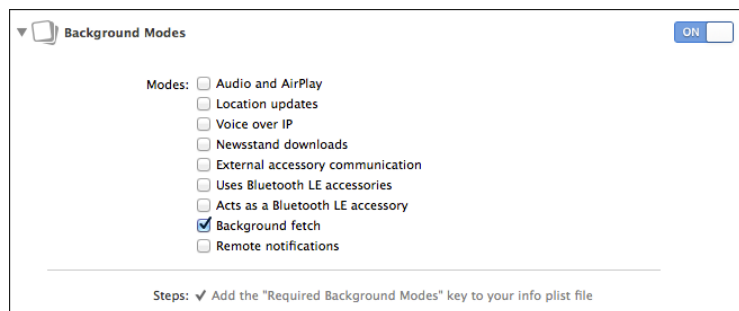 Background Modes ON
Modes: Audio and AirPlay
Location updates
Voice over IP
Newsstand downloads
External accessory communication
Uses Bluetooth LE accessories
Acts as a Bluetooth LE accessory
Background fetch
Remote notifications
Steps: ✓ Add the "Required Background Modes" key to your info plist file